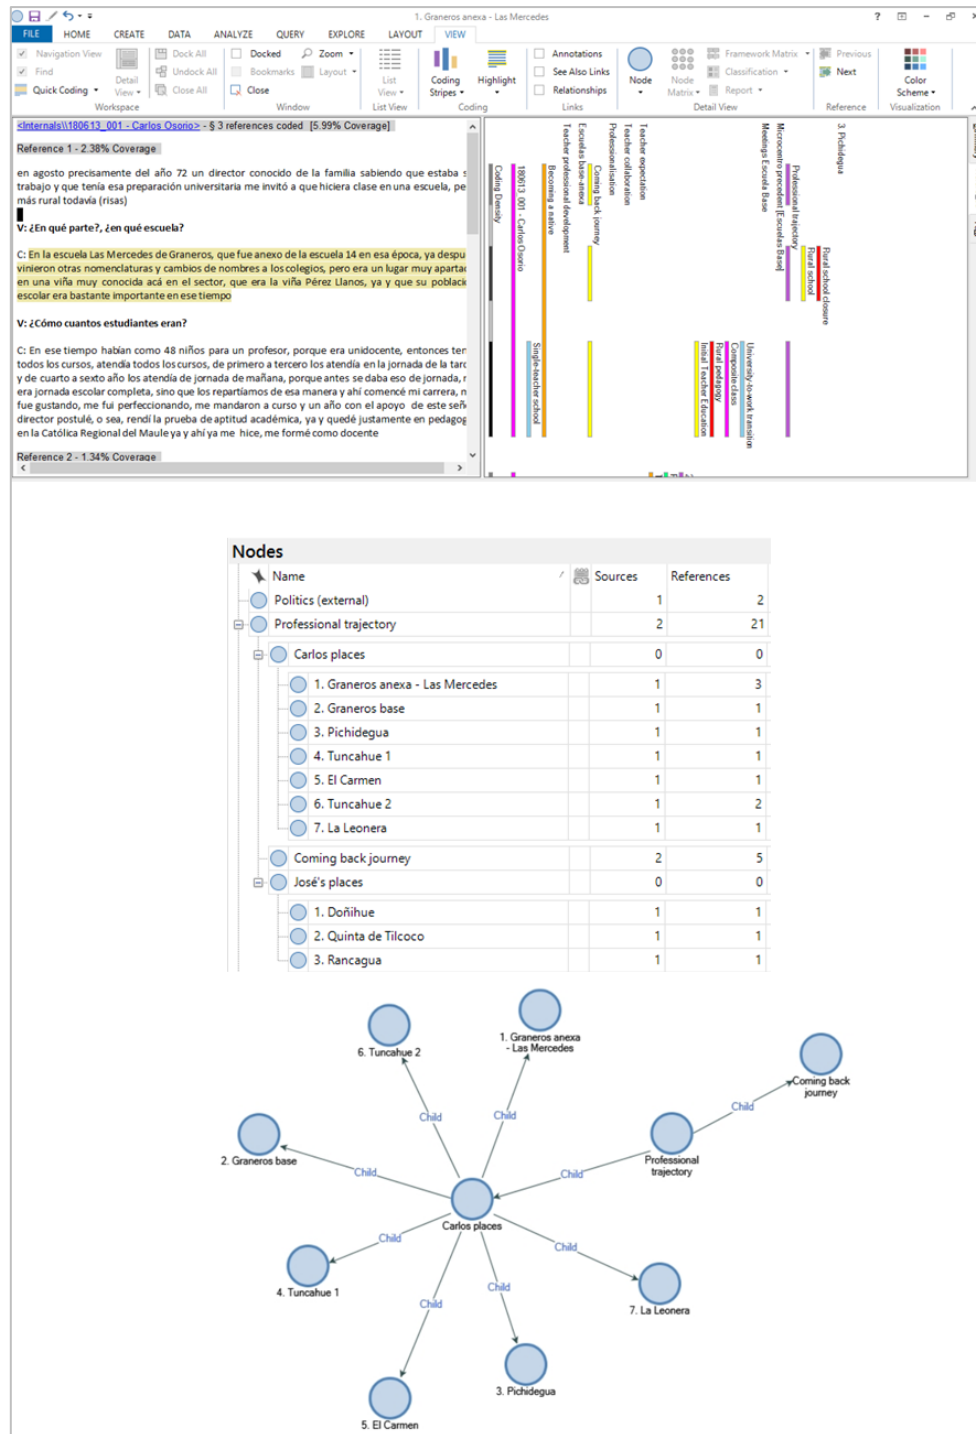 1. Graneros anexa - Las Mercedes
FILE HOME CREATE DATA ANALYZE QUERY EXPLORE LAYOUT VIEW
Navigation View
Find
Quick Coding
Detail View
Dock All
Undock All
Close All
Workspace
Docked
Bookmarks
Close
Zoom
Layout
Window
List View
List View
Coding Stripes
Highlight
Coding
Annotations
See Also Links
Relationships
Links
Node
Node Matrix
Framework Matrix
Classification
Report
Detail View
Previous
Next
Reference
Color Scheme
Visualization
<Internals\\180613_001 - Carlos Osorio> - § 3 references coded [5.99% Coverage]
Reference 1 - 2.38% Coverage
en agosto precisamente del año 72 un director conocido de la familia sabiendo que estaba s
trabajo y que tenía esa preparación universitaria me invitó a que hiciera clase en una escuela, pe
más rural todavía (risas)
V: ¿En qué parte?, ¿en qué escuela?
C: En la escuela Las Mercedes de Graneros, que fue anexo de la escuela 14 en esa época, ya despu
vinieron otras nomenclaturas y cambios de nombres a los colegios, pero era un lugar muy apartad
en una viña muy conocida acá en el sector, que era la viña Pérez Llanos, ya y que su població
escolar era bastante importante en ese tiempo
V: ¿Cómo cuantos estudiantes eran?
C: En ese tiempo habían como 48 niños para un profesor, porque era unidocente, entonces ten
todos los cursos, atendía todos los cursos, de primero a tercero los atendía en la jornada de la tard
y de cuarto a sexto año los atendía de jornada de mañana, porque antes se daba eso de jornada, n
era jornada escolar completa, sino que los repartíamos de esa manera y ahí comencé mi carrera, m
fue gustando, me fui perfeccionando, me mandaron a curso y un año con el apoyo de este señ
director postulé, o sea, rendí la prueba de aptitud académica, ya y quedé justamente en pedagog
en la Católica Regional del Maule ya y ahí ya me hice, me formé como docente
Reference 2 - 1.34% Coverage
3. Pichidegua
Rural school closure
Rural school
Professional trajectory
Microcentro precedent [Escuelas Base]
Meetings Escuela Base
University-to-work transition
Composite class
Rural pedagogy
Initial Teacher Education
Teacher expectation
Teacher collaboration
Professionalisation
Coming back journey
Escuelas base-anexa
Teacher professional development
Becoming a native
Single-teacher school
180613_001 - Carlos Osorio
Coding Density
Nodes
Name Sources References
Politics (external) 1 2
Professional trajectory 2 21
Carlos places 0 0
1. Graneros anexa - Las Mercedes 1 3
2. Graneros base 1 1
3. Pichidegua 1 1
4. Tuncahue 1 1 1
5. El Carmen 1 1
6. Tuncahue 2 1 2
7. La Leonera 1 1
Coming back journey 2 5
José's places 0 0
1. Doñihue 1 1
2. Quinta de Tilcoco 1 1
3. Rancagua 1 1
6. Tuncahue 2
1. Graneros anexa
- Las Mercedes
Coming back
journey
Child
Child
Child
2. Graneros base
Professional
trajectory
Child
Child
Carlos places
Child
Child
4. Tuncahue 1
7. La Leonera
Child
Child
3. Pichidegua
5. El Carmen